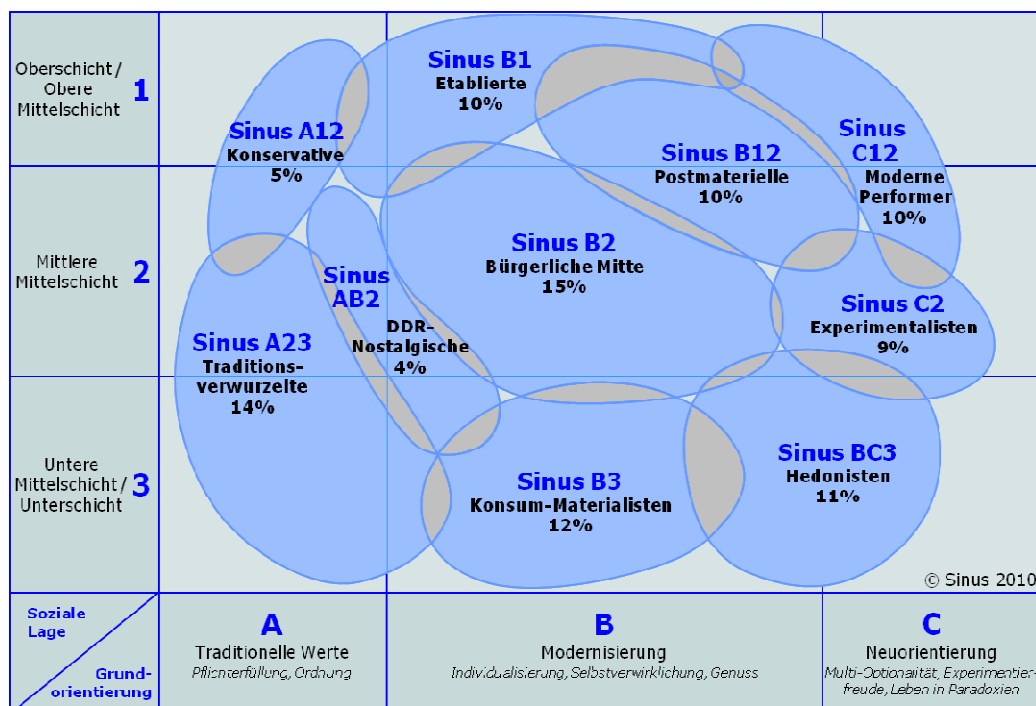 Oberschicht /
Obere
Mittelschicht
1
Mittlere
Mittelschicht
2
Untere
Mittelschicht /
Unterschicht
3
Sinus B1
Etablierte
10%
Sinus A12
Konservative
5%
Sinus B12
Postmaterielle
10%
Sinus
C12
Moderne
Performer
10%
Sinus B2
Bürgerliche Mitte
15%
Sinus
AB2
DDR-
Nostalgische
4%
Sinus A23
Traditions-
verwurzelte
14%
Sinus C2
Experimentalisten
9%
Sinus B3
Konsum-Materialisten
12%
Sinus BC3
Hedonisten
11%
© Sinus 2010
Soziale
Lage
Grund-
orientierung
A
Traditionelle Werte
Pflichterfüllung, Ordnung
B
Modernisierung
Individualisierung, Selbstverwirklichung, Genuss
C
Neuorientierung
Multi-Optionalität, Experimentier-
freude, Leben in Paradoxien